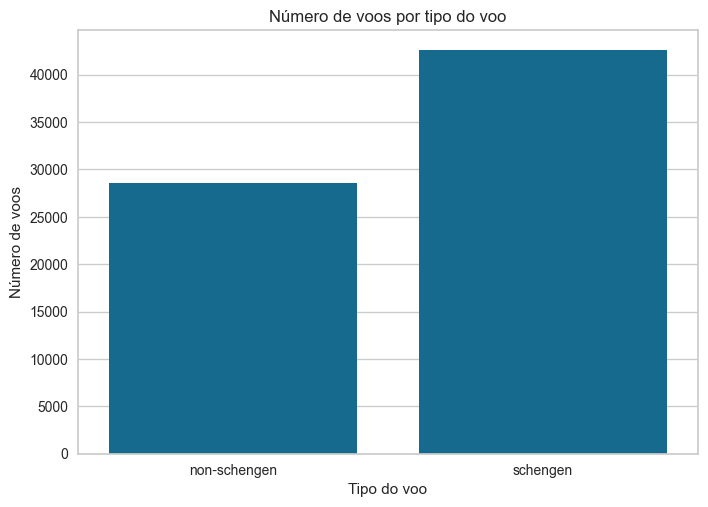 Número de voos por tipo do voo
Número de voos
40000
35000
30000
25000
20000
15000
10000
5000
0
non-schengen
schengen
Tipo do voo